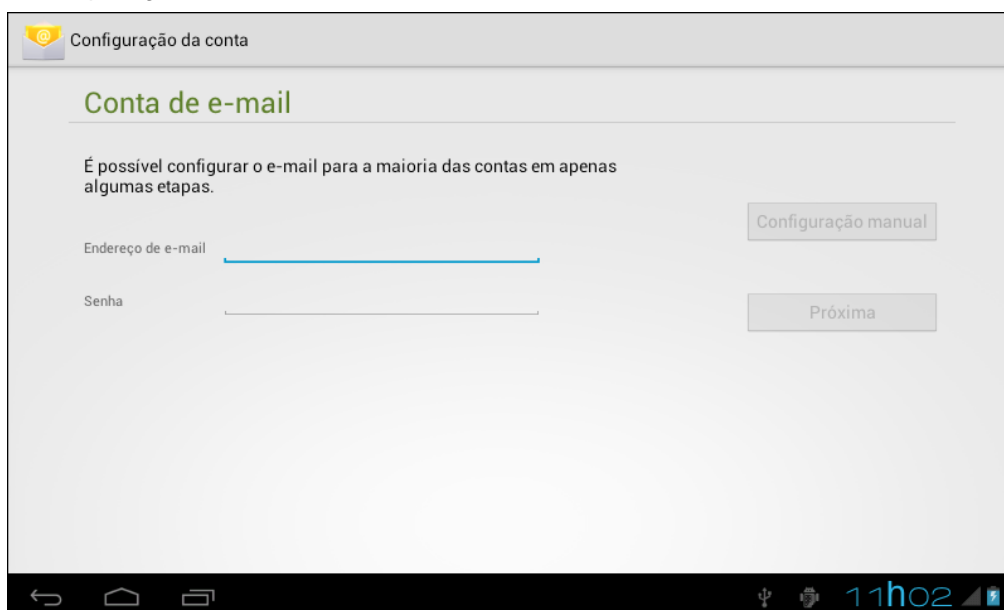 Configuração da conta
Conta de e-mail
É possível configurar o e-mail para a maioria das contas em apenas
algumas etapas.
Configuração manual
Endereço de e-mail
Senha
Próxima
11h02